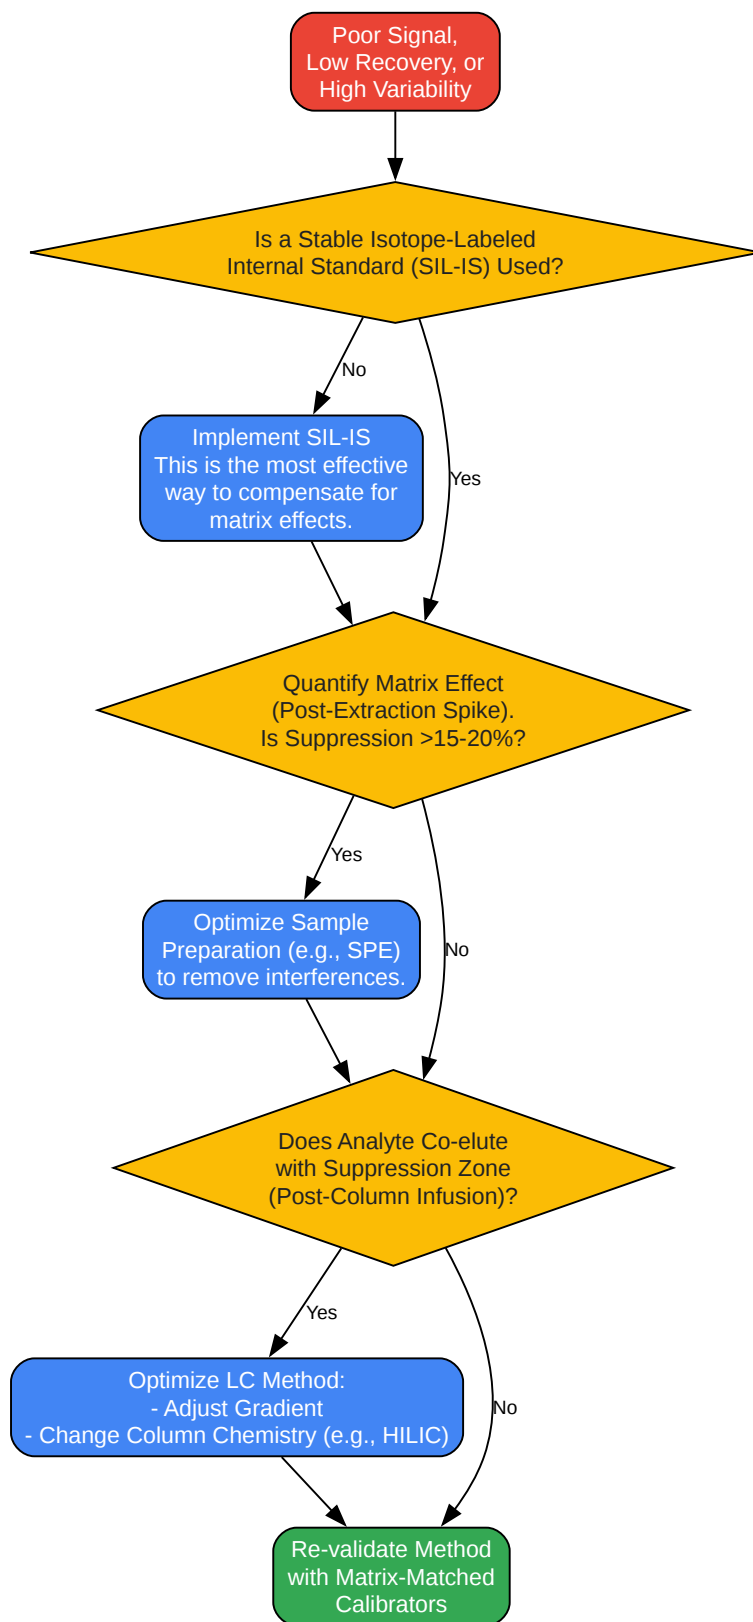 Poor Signal,
Low Recovery, or
High Variability
Is a Stable Isotope-Labeled
Internal Standard (SIL-IS) Used?
No
Implement SIL-IS
This is the most effective
way to compensate for
matrix effects.
Yes
Quantify Matrix Effect
(Post-Extraction Spike).
Is Suppression >15-20%?
Yes
Optimize Sample
Preparation (e.g., SPE)
to remove interferences.
No
Does Analyte Co-elute
with Suppression Zone
(Post-Column Infusion)?
Yes
Optimize LC Method:
- Adjust Gradient
- Change Column Chemistry (e.g., HILIC)
No
Re-validate Method
with Matrix-Matched
Calibrators